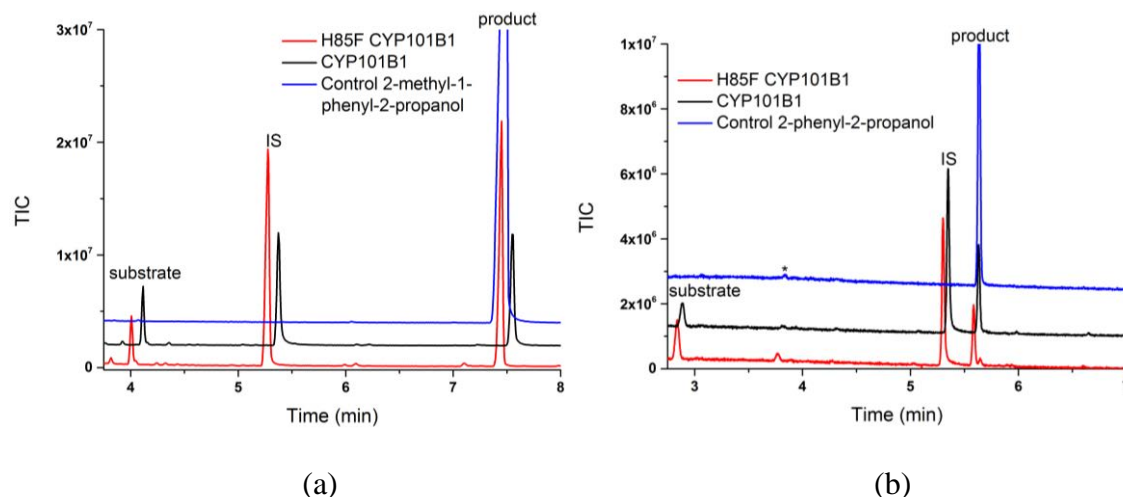 product
3x10⁷
H85F CYP101B1
CYP101B1
Control 2-methyl-1-
phenyl-2-propanol
2x10⁷
IS
TIC
1x10⁷
substrate
0
4 5 6 7 8
Time (min)
(a)
product
1x10⁷
H85F CYP101B1
CYP101B1
Control 2-phenyl-2-propanol
8x10⁶
IS
6x10⁶
TIC
4x10⁶
*
substrate
2x10⁶
0
3 5 6
Time (min)
(b)